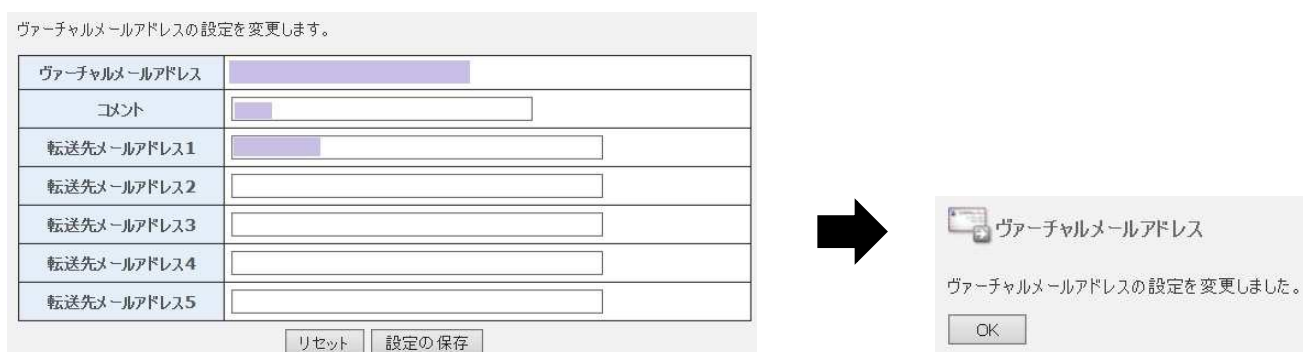 ヴァーチャルメールアドレスの設定を変更します。
ヴァーチャルメールアドレス
コメント
転送先メールアドレス1
転送先メールアドレス2
転送先メールアドレス3
転送先メールアドレス4
転送先メールアドレス5
リセット 設定の保存
ヴァーチャルメールアドレス
ヴァーチャルメールアドレスの設定を変更しました。
OK